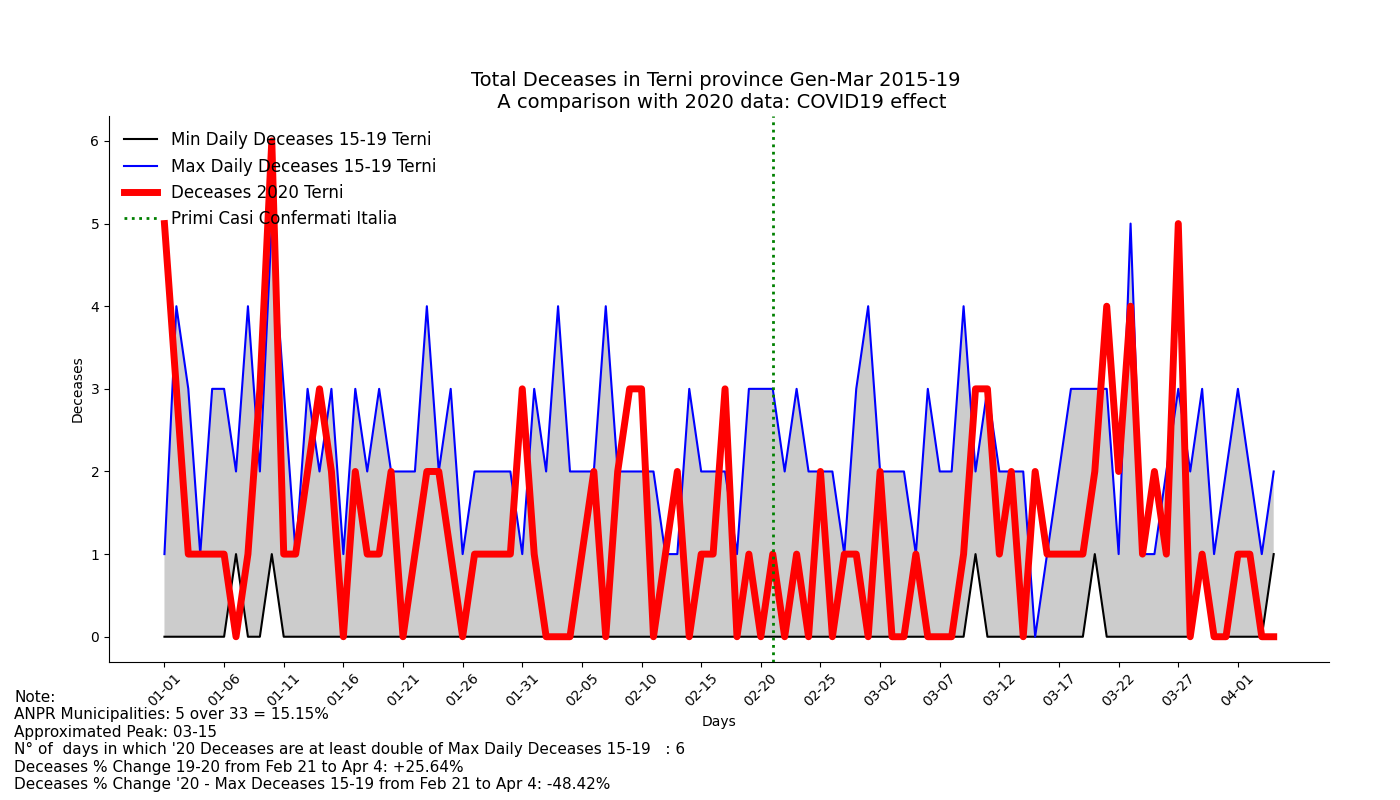 Total Deceases in Terni province Gen-Mar 2015-19
A comparison with 2020 data: COVID19 effect
Min Daily Deceases 15-19 Terni
Max Daily Deceases 15-19 Terni
Deceases 2020 Terni
Primi Casi Confermati Italia
6
5
4
3
2
1
0
Deceases
01-01
01-06
01-11
01-16
01-21
01-26
01-31
02-05
02-10
02-15
02-20
02-25
03-02
03-07
03-12
03-17
03-22
03-27
04-01
Days
Note:
ANPR Municipalities: 5 over 33 = 15.15%
Approximated Peak: 03-15
N° of  days in which '20 Deceases are at least double of Max Daily Deceases 15-19   : 6
Deceases % Change 19-20 from Feb 21 to Apr 4: +25.64%
Deceases % Change '20 - Max Deceases 15-19 from Feb 21 to Apr 4: -48.42%